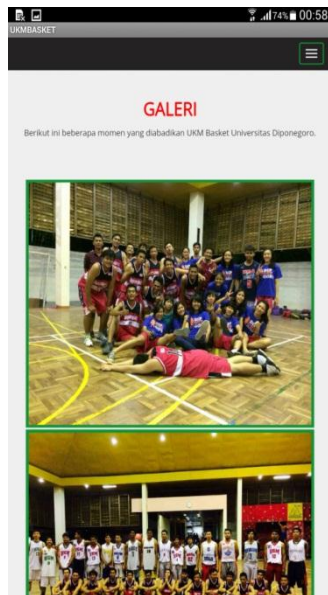 74% 00:58
UKMBASKET
GALERI
Berikut ini beberapa momen yang diabadikan UKM Basket Universitas Diponegoro.